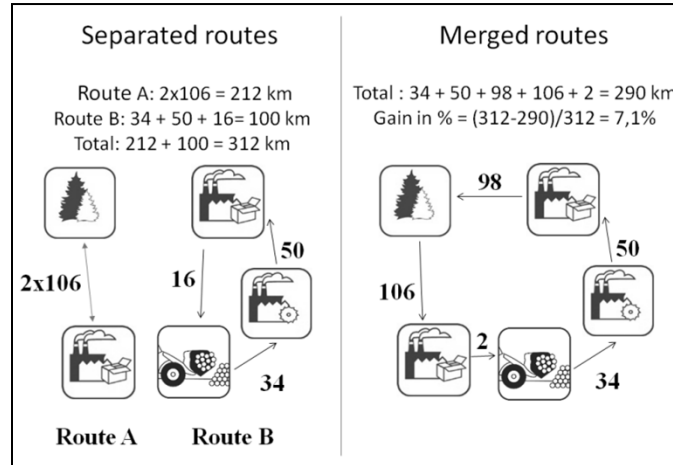 Separated routes
Route A: 2x106 = 212 km
Route B: 34 + 50 + 16= 100 km
Total: 212 + 100 = 312 km
2x106
16
50
34
Route A
Route B
Merged routes
Total : 34 + 50 + 98 + 106 + 2 = 290 km
Gain in % = (312-290)/312 = 7,1%
98
50
106
2
34